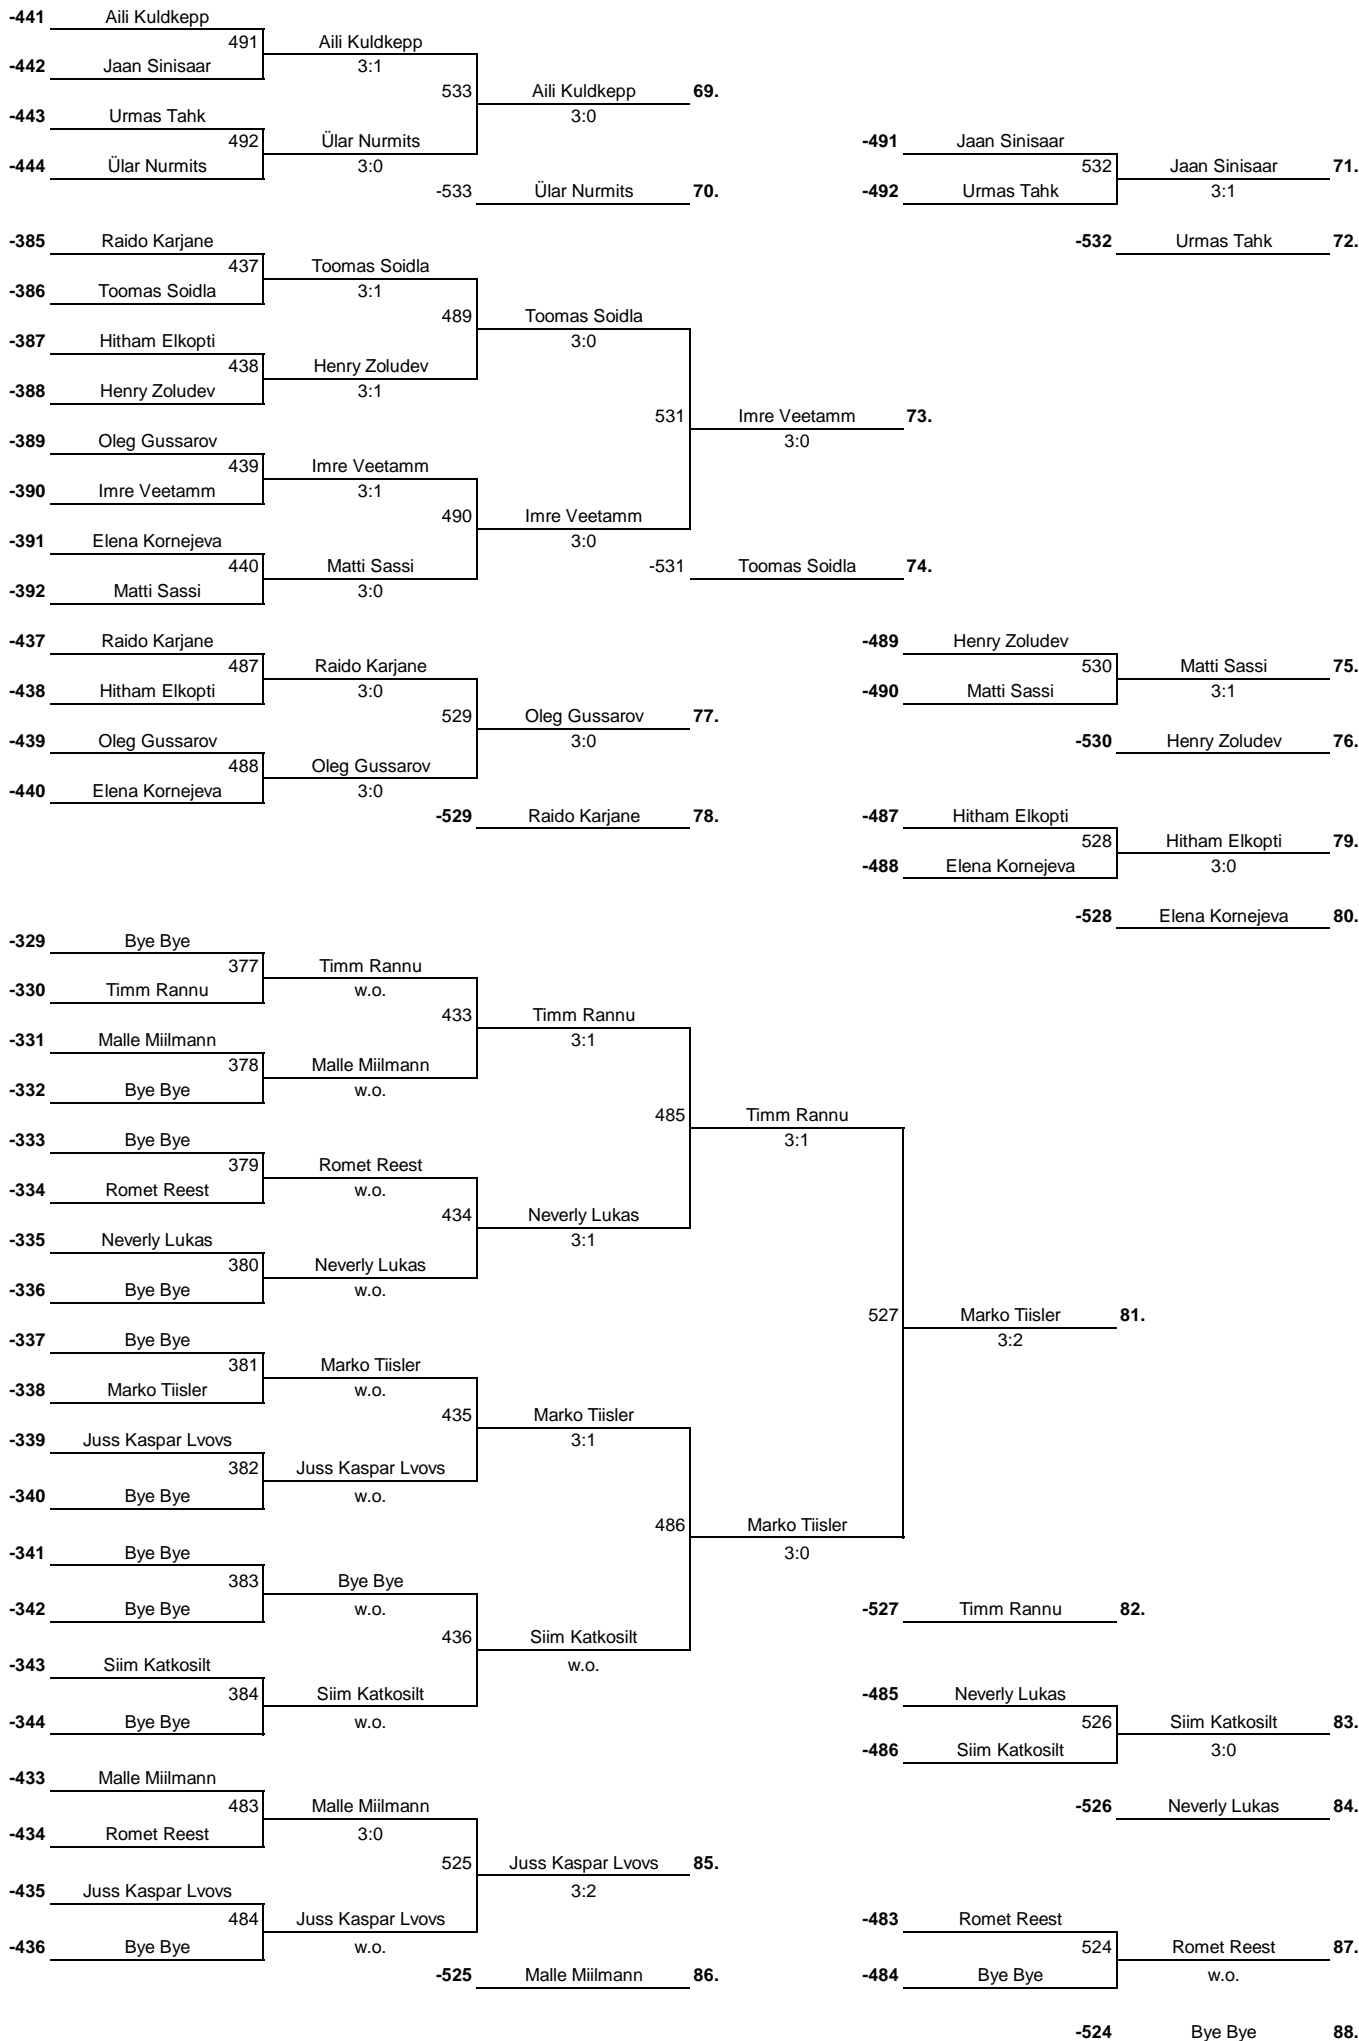 -441 Aili Kuldkepp
491 Aili Kuldkepp
-442 Jaan Sinisaar 3:1
533 Aili Kuldkepp 69.
-443 Urmas Tahk 3:0
492 Ülar Nurmits -491 Jaan Sinisaar
-444 Ülar Nurmits 3:0 532 Jaan Sinisaar 71.
-533 Ülar Nurmits 70. -492 Urmas Tahk 3:1
-385 Raido Karjane -532 Urmas Tahk 72.
437 Toomas Soidla
-386 Toomas Soidla 3:1
489 Toomas Soidla
-387 Hitham Elkopti 3:0
438 Henry Zoludev
-388 Henry Zoludev 3:1
531 Imre Veetamm 73.
-389 Oleg Gussarov 3:0
439 Imre Veetamm
-390 Imre Veetamm 3:1
490 Imre Veetamm
-391 Elena Kornejeva 3:0
440 Matti Sassi -531 Toomas Soidla 74.
-392 Matti Sassi 3:0
-437 Raido Karjane -489 Henry Zoludev
487 Raido Karjane 530 Matti Sassi 75.
-438 Hitham Elkopti 3:0 -490 Matti Sassi 3:1
529 Oleg Gussarov 77.
-439 Oleg Gussarov 3:0 -530 Henry Zoludev 76.
488 Oleg Gussarov
-440 Elena Kornejeva 3:0
-529 Raido Karjane 78. -487 Hitham Elkopti
528 Hitham Elkopti 79.
-488 Elena Kornejeva 3:0
-528 Elena Kornejeva 80.
-329 Bye Bye
377 Timm Rannu
-330 Timm Rannu w.o.
433 Timm Rannu
-331 Malle Miilmann 3:1
378 Malle Miilmann
-332 Bye Bye w.o.
485 Timm Rannu
-333 Bye Bye 3:1
379 Romet Reest
-334 Romet Reest w.o.
434 Neverly Lukas
-335 Neverly Lukas 3:1
380 Neverly Lukas
-336 Bye Bye w.o.
527 Marko Tiisler 81.
-337 Bye Bye 3:2
381 Marko Tiisler
-338 Marko Tiisler w.o.
435 Marko Tiisler
-339 Juss Kaspar Lvovs 3:1
382 Juss Kaspar Lvovs
-340 Bye Bye w.o.
486 Marko Tiisler
-341 Bye Bye 3:0
383 Bye Bye
-342 Bye Bye w.o. -527 Timm Rannu 82.
436 Siim Katkosilt
-343 Siim Katkosilt w.o.
384 Siim Katkosilt -485 Neverly Lukas
-344 Bye Bye w.o. 526 Siim Katkosilt 83.
-486 Siim Katkosilt 3:0
-433 Malle Miilmann
483 Malle Miilmann -526 Neverly Lukas 84.
-434 Romet Reest 3:0
525 Juss Kaspar Lvovs 85.
-435 Juss Kaspar Lvovs 3:2
484 Juss Kaspar Lvovs -483 Romet Reest
-436 Bye Bye w.o. 524 Romet Reest 87.
-525 Malle Miilmann 86. -484 Bye Bye w.o.
-524 Bye Bye 88.